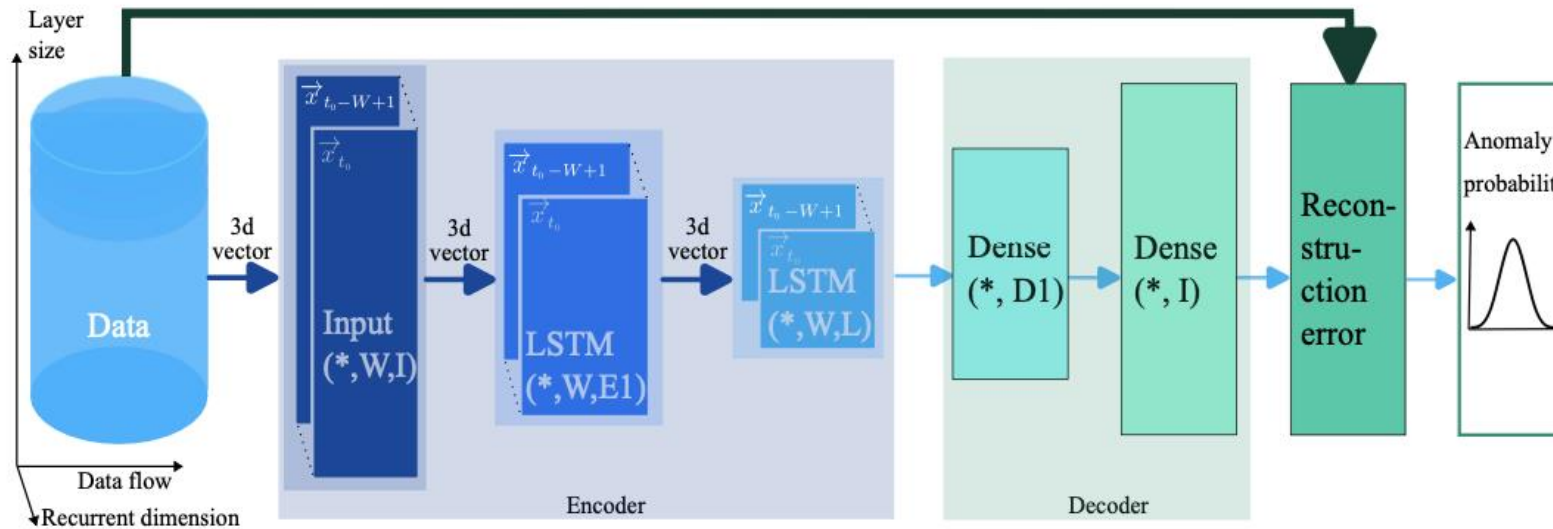 Layer
size
Data
Data flow
Recurrent dimension
3d
vector
x⃗ t₀−W+1
x⃗ t₀
Input
(*,W,I)
3d
vector
x⃗ t₀−W+1
x⃗ t₀
LSTM
(*,W,E1)
3d
vector
x⃗ t₀−W+1
x⃗ t₀
LSTM
(*,W,L)
Encoder
Dense
(*, D1)
Dense
(*, I)
Decoder
Recon-
stru-
ction
error
Anomaly
probabilit